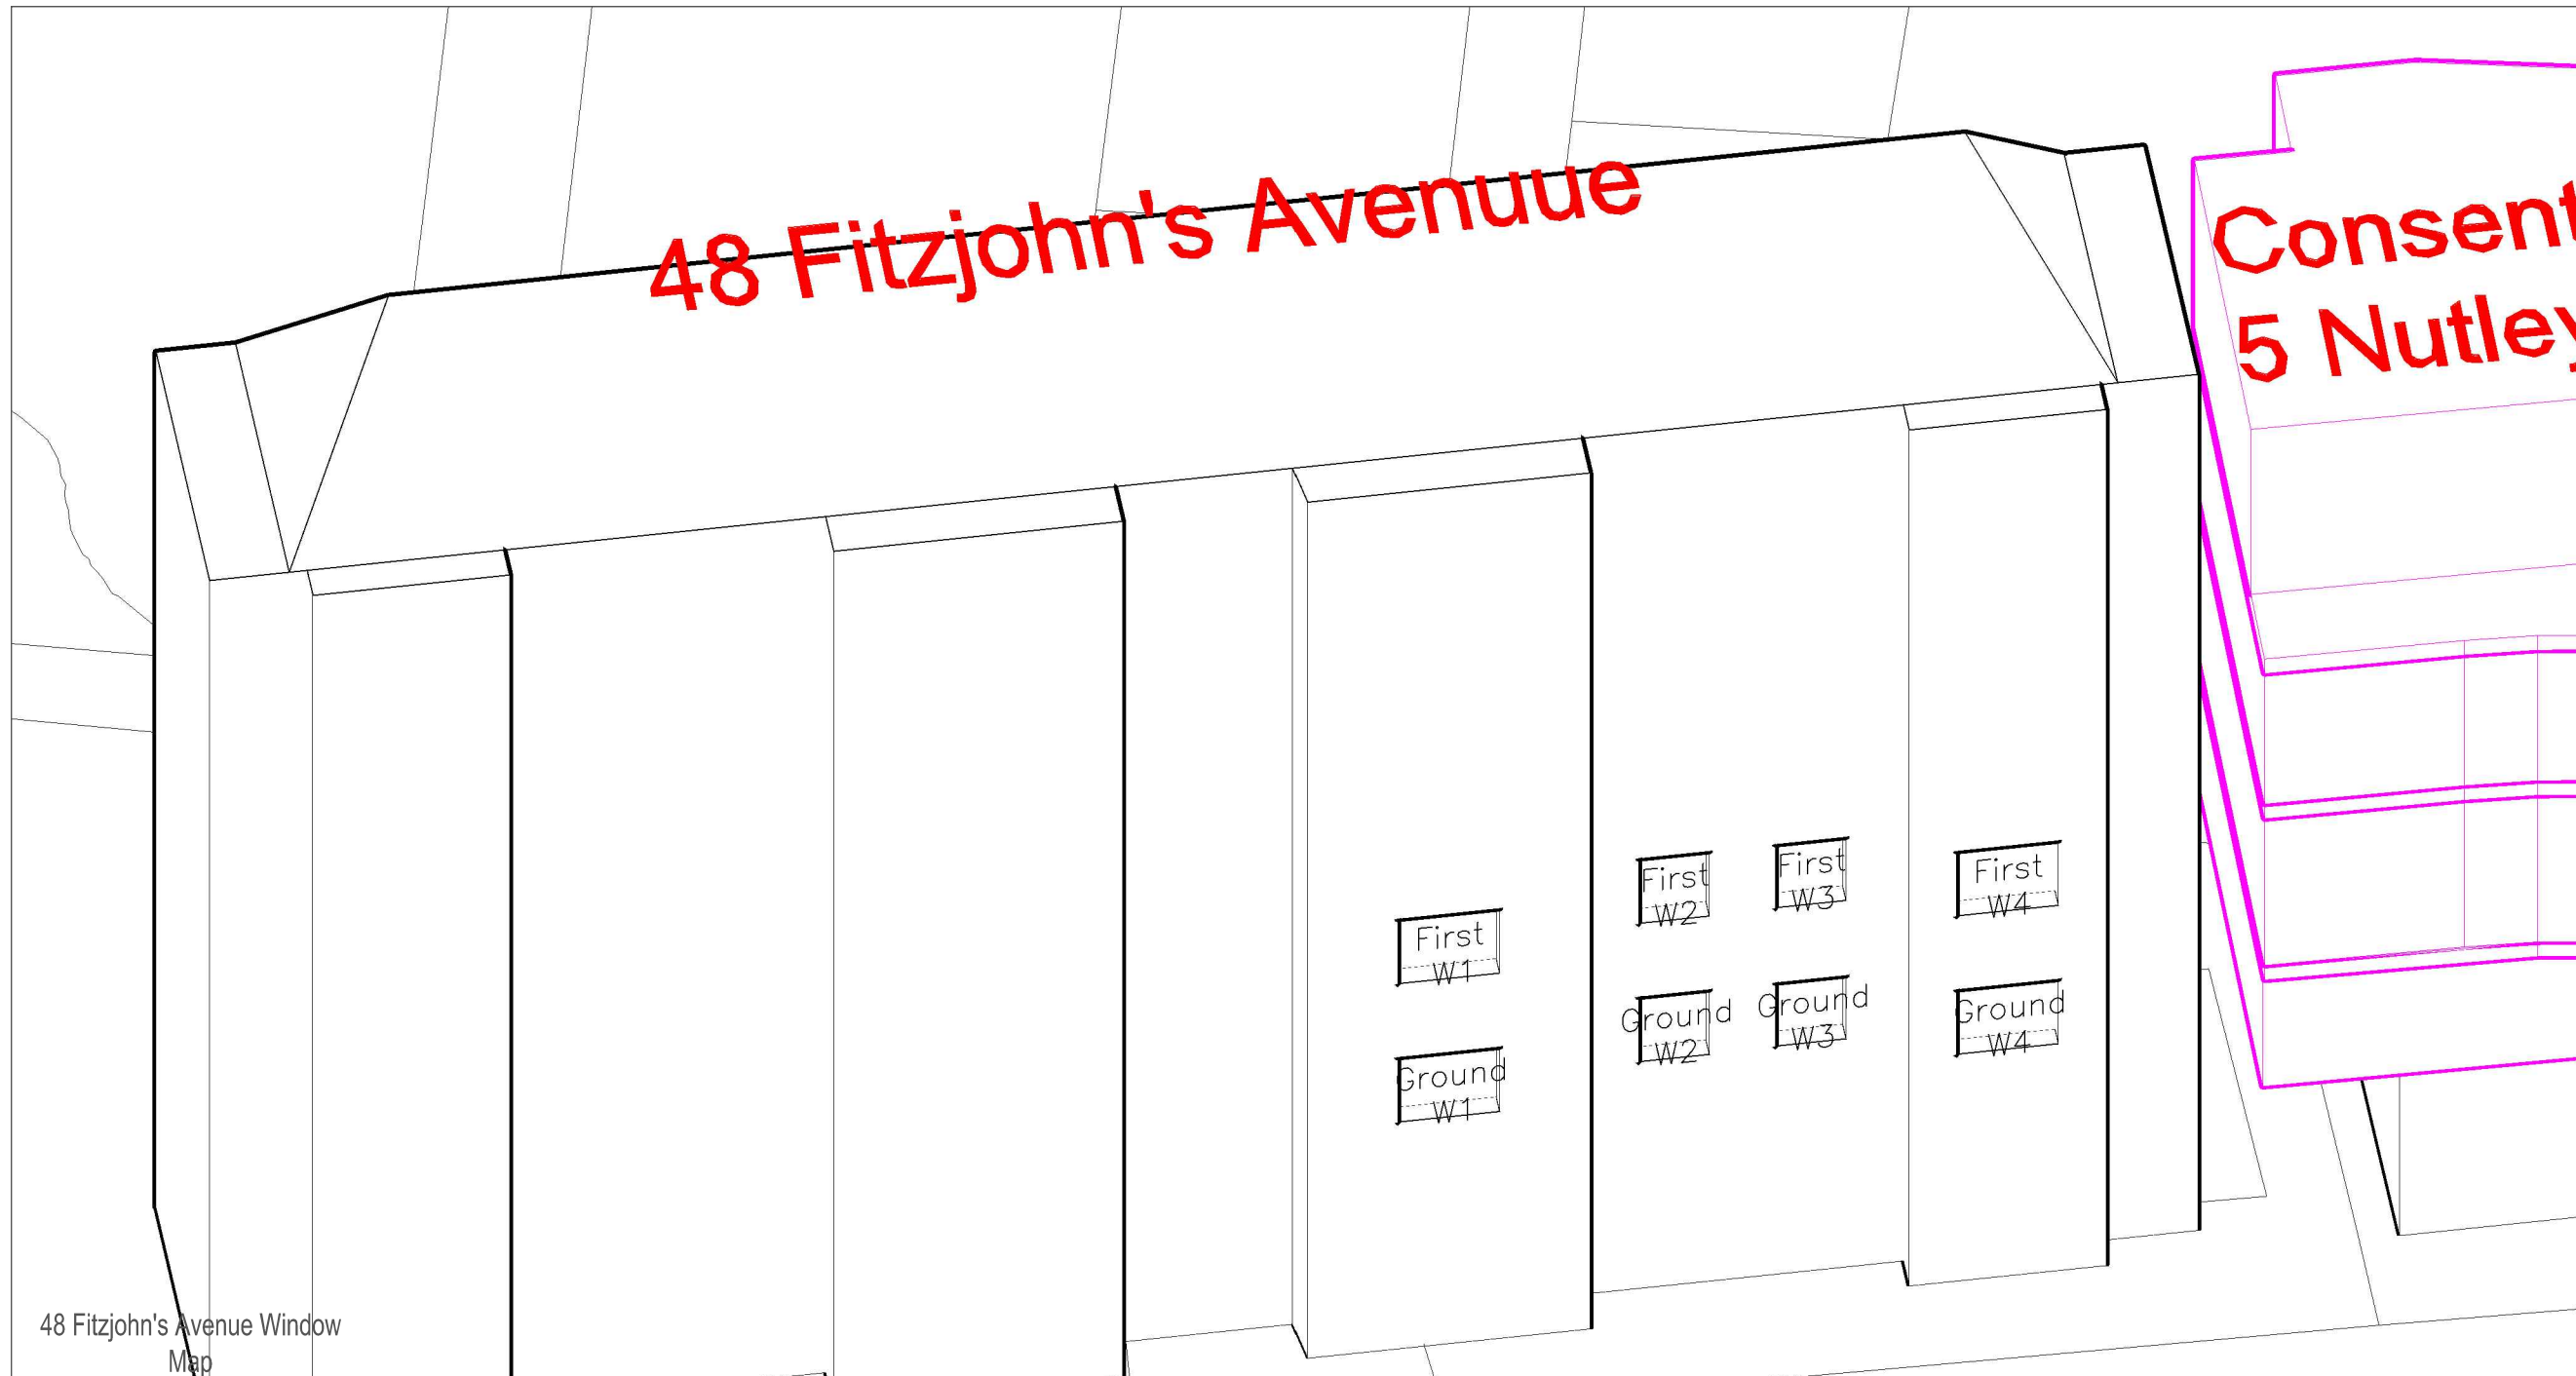 48 Fitzjohn's Avenuue
Consent
5 Nutley
First
W1
First
W2
First
W3
First
W4
Ground
W1
Ground
W2
Ground
W3
Ground
W4
48 Fitzjohn's Avenue Window
Map